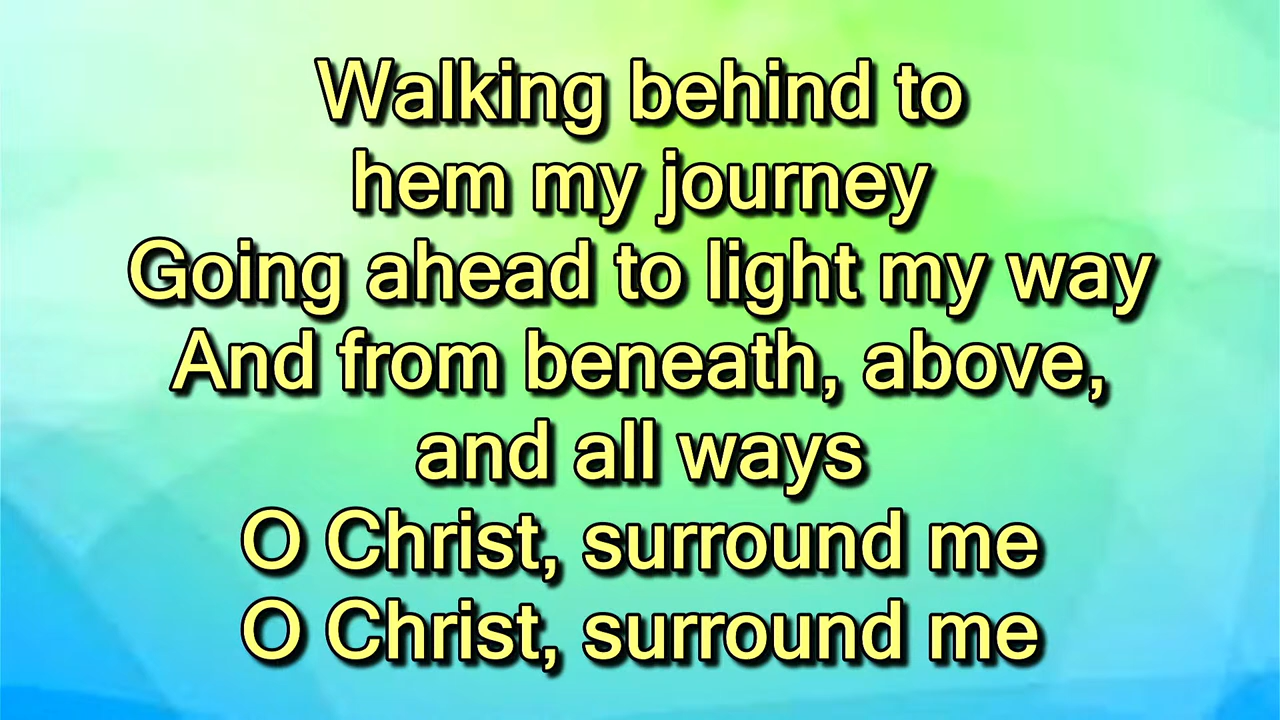 Walking behind to
hem my journey
Going ahead to light my way
And from beneath, above,
and all ways
O Christ, surround me
O Christ, surround me